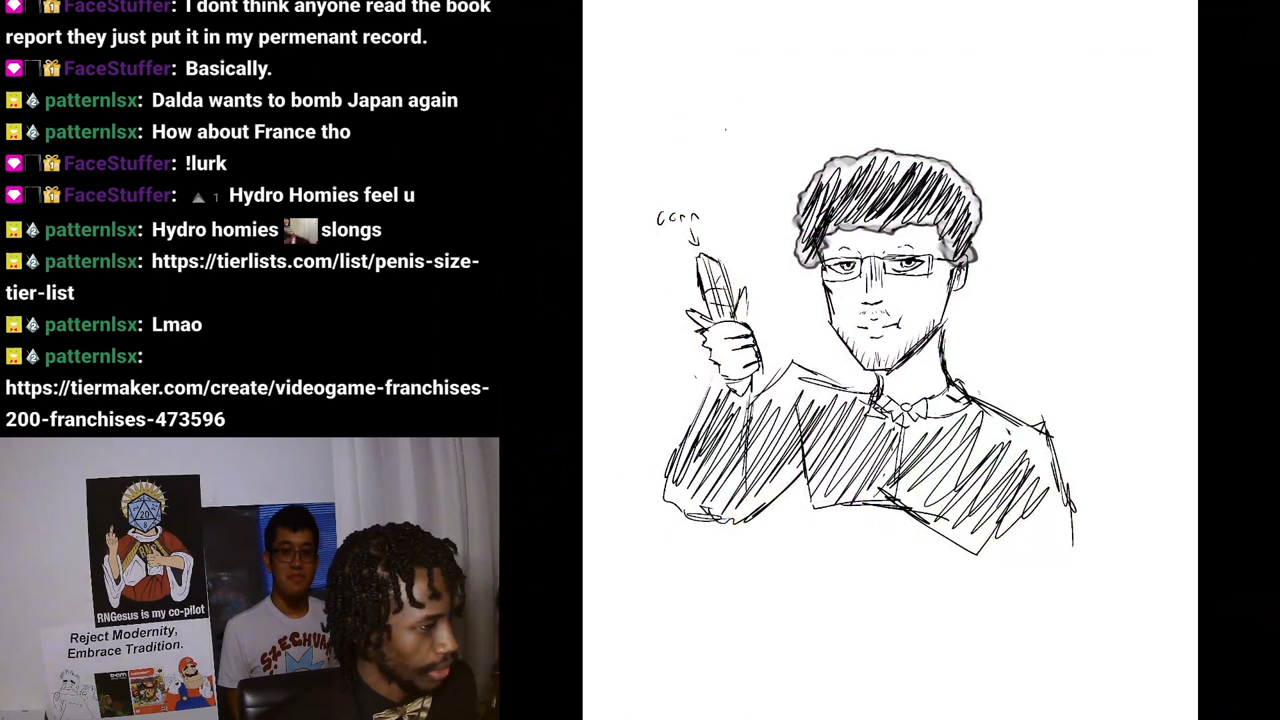 FaceStuffer: I dont think anyone read the book
report they just put it in my permenant record.
FaceStuffer: Basically.
patternlsx: Dalda wants to bomb Japan again
patternlsx: How about France tho
FaceStuffer: !lurk
FaceStuffer: 1 Hydro Homies feel u
patternlsx: Hydro homies slongs
patternlsx: https://tierlists.com/list/penis-size-
tier-list
patternlsx: Lmao
patternlsx:
https://tiermaker.com/create/videogame-franchises-
200-franchises-473596
corn
20
RNGesus is my co-pilot
Reject Modernity,
Embrace Tradition.
SZECHUA